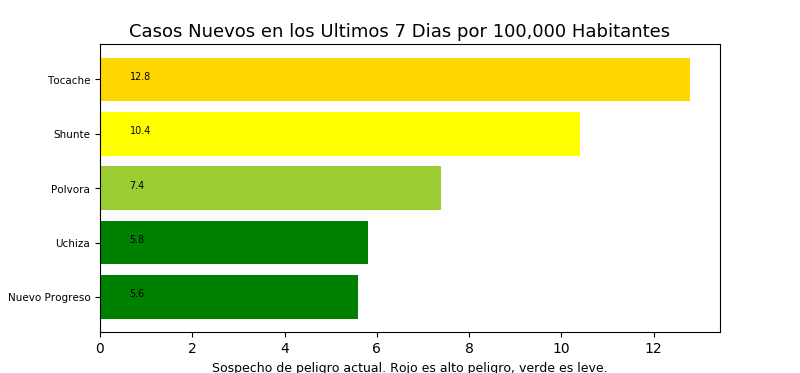 Casos Nuevos en los Ultimos 7 Dias por 100,000 Habitantes
Tocache 12.8
Shunte 10.4
Polvora 7.4
Uchiza 5.8
Nuevo Progreso 5.6
0 2 4 6 8 10 12
Sospecho de peligro actual. Rojo es alto peligro, verde es leve.